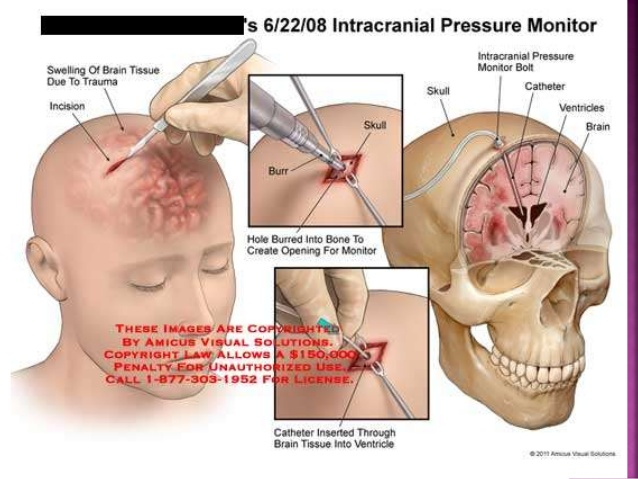 's 6/22/08 Intracranial Pressure Monitor
Swelling Of Brain Tissue
Due To Trauma
Incision
Skull
Burr
Hole Burred Into Bone To
Create Opening For Monitor
Intracranial Pressure
Monitor Bolt
Skull
Catheter
Ventricles
Brain
THESE IMAGES ARE COPYRIGHTED
BY AMICUS VISUAL SOLUTIONS.
COPYRIGHT LAW ALLOWS A $150,000
PENALTY FOR UNAUTHORIZED USE.
CALL 1-877-303-1952 FOR LICENSE.
Catheter Inserted Through
Brain Tissue Into Ventricle
© 2011 Amicus Visual Solutions